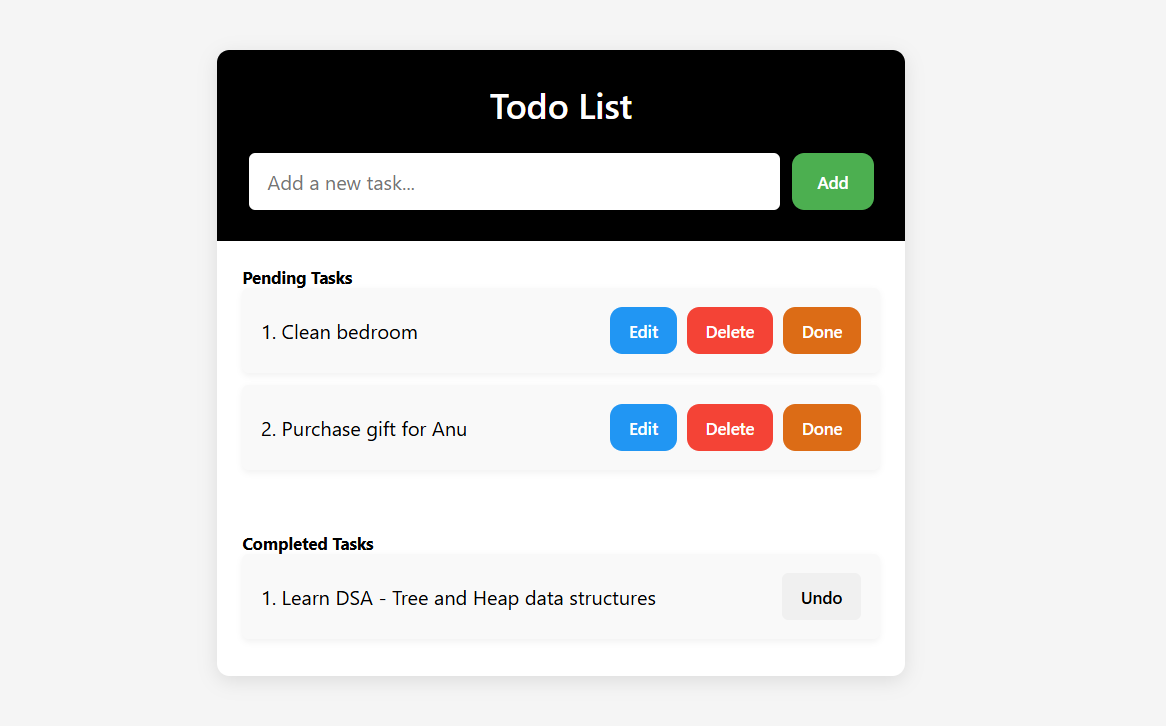 Todo List
Add a new task...
Add
Pending Tasks
1. Clean bedroom Edit Delete Done
2. Purchase gift for Anu Edit Delete Done
Completed Tasks
1. Learn DSA - Tree and Heap data structures Undo